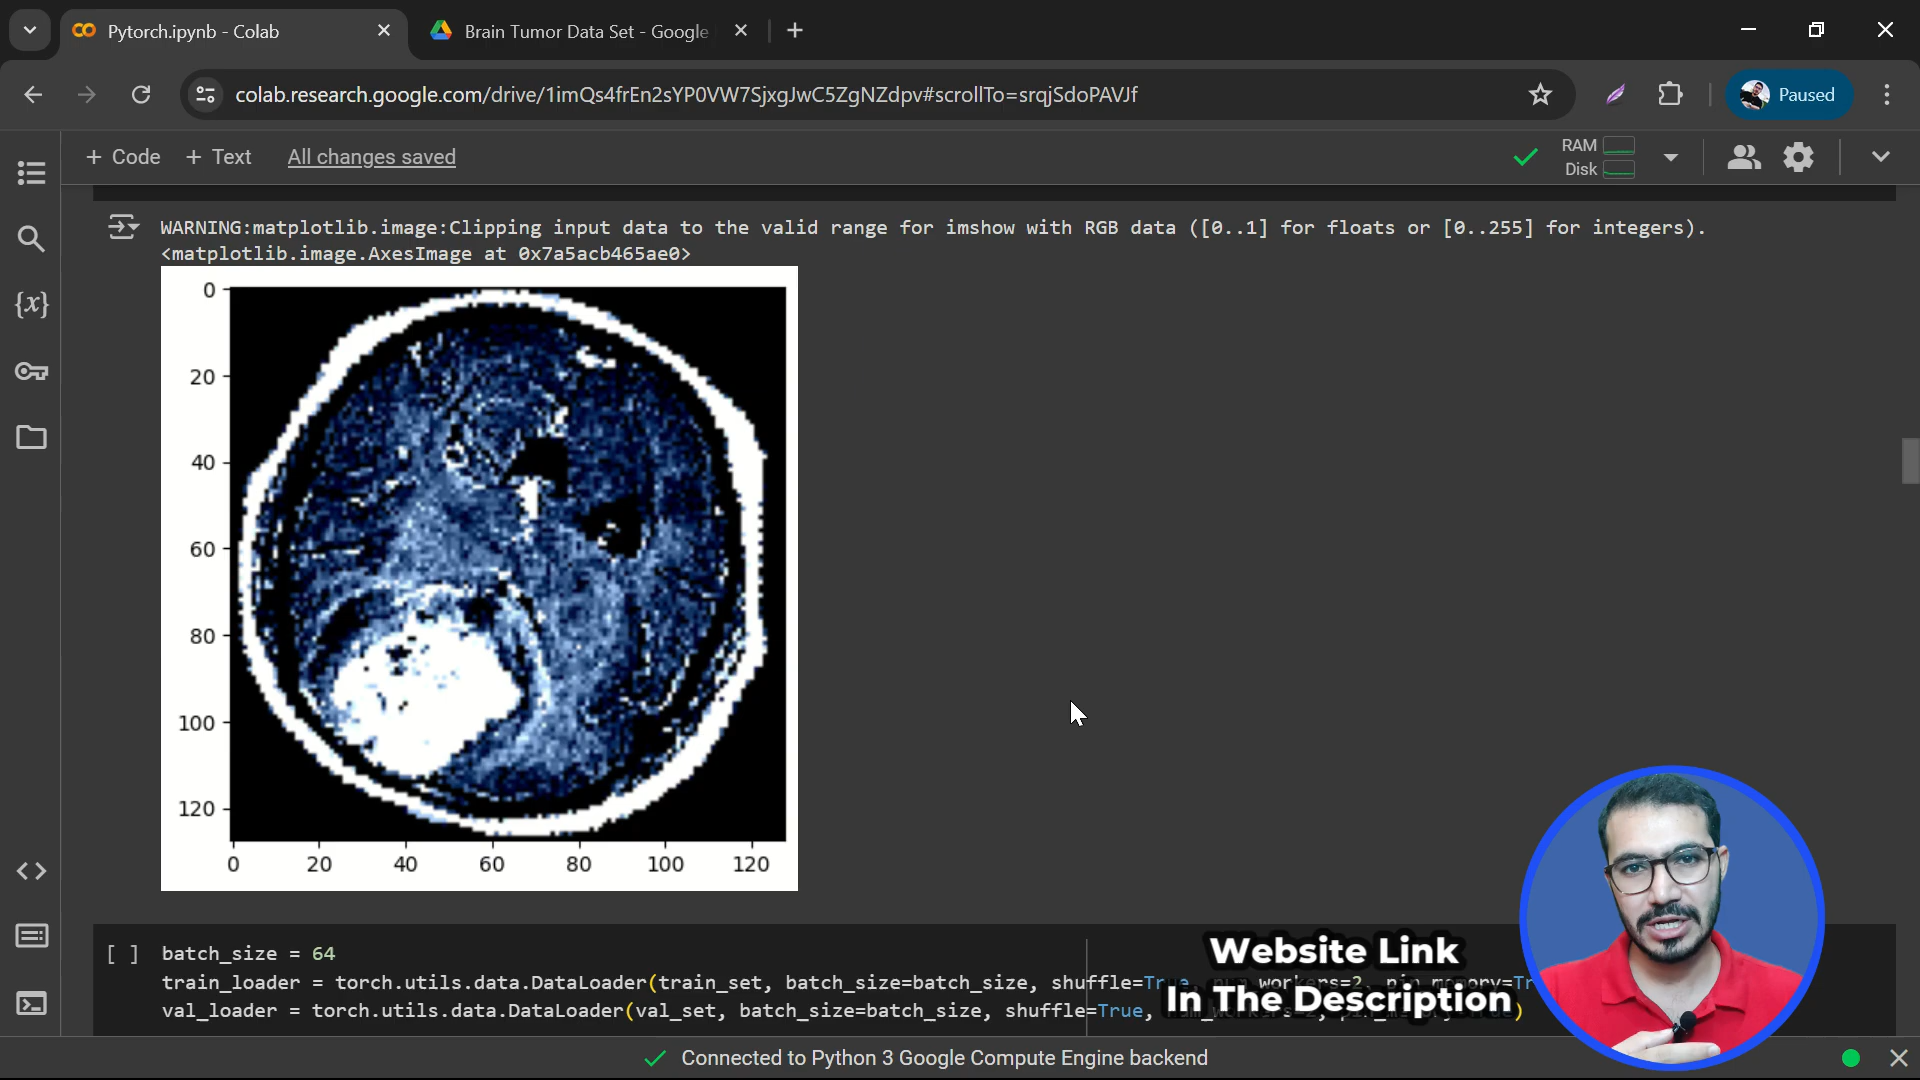 Pytorch.ipynb - Colab
Brain Tumor Data Set - Google
colab.research.google.com/drive/1imQs4frEn2sYP0VW7SjxgJwC5ZgNZdpv#scrollTo=srqjSdoPAVJf
Paused
+ Code + Text All changes saved
RAM
Disk
WARNING:matplotlib.image:Clipping input data to the valid range for imshow with RGB data ([0..1] for floats or [0..255] for integers).
<matplotlib.image.AxesImage at 0x7a5acb465ae0>
0
20
40
60
80
100
120
0 20 40 60 80 100 120
[ ] batch_size = 64
train_loader = torch.utils.data.DataLoader(train_set, batch_size=batch_size, shuffle=True,
val_loader = torch.utils.data.DataLoader(val_set, batch_size=batch_size, shuffle=True,
Website Link
In The Description
Connected to Python 3 Google Compute Engine backend